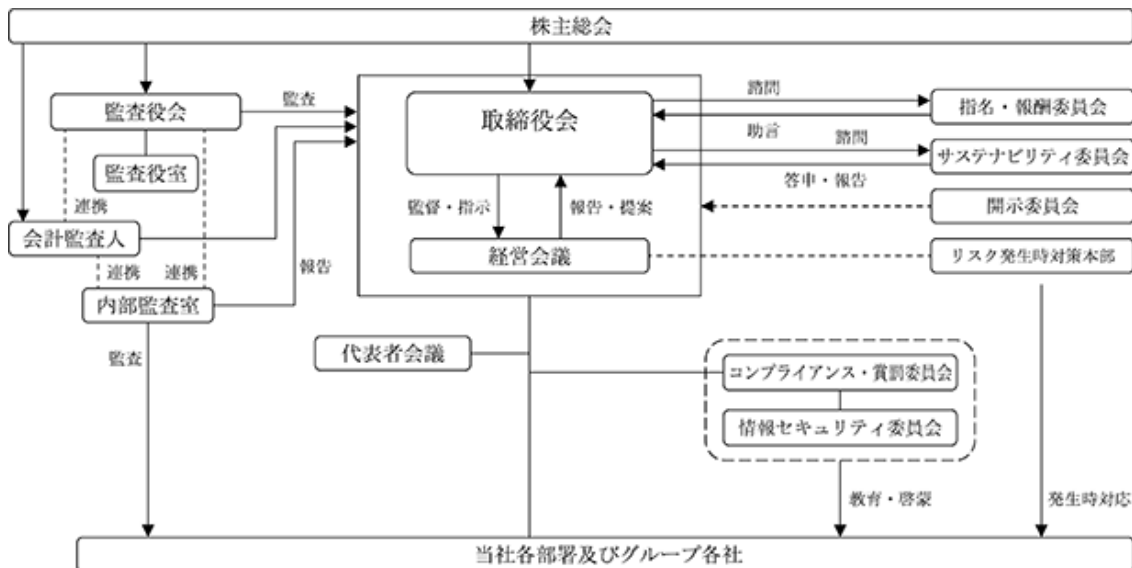 株主総会
監査役会
監査
取締役会
諮問
指名・報酬委員会
助言
諮問
サステナビリティ委員会
監査役室
答申・報告
連携
監督・指示
報告・提案
開示委員会
会計監査人
経営会議
リスク発生時対策本部
連携
連携
報告
内部監査室
監査
代表者会議
コンプライアンス・賞罰委員会
情報セキュリティ委員会
教育・啓蒙
発生時対応
当社各部署及びグループ各社